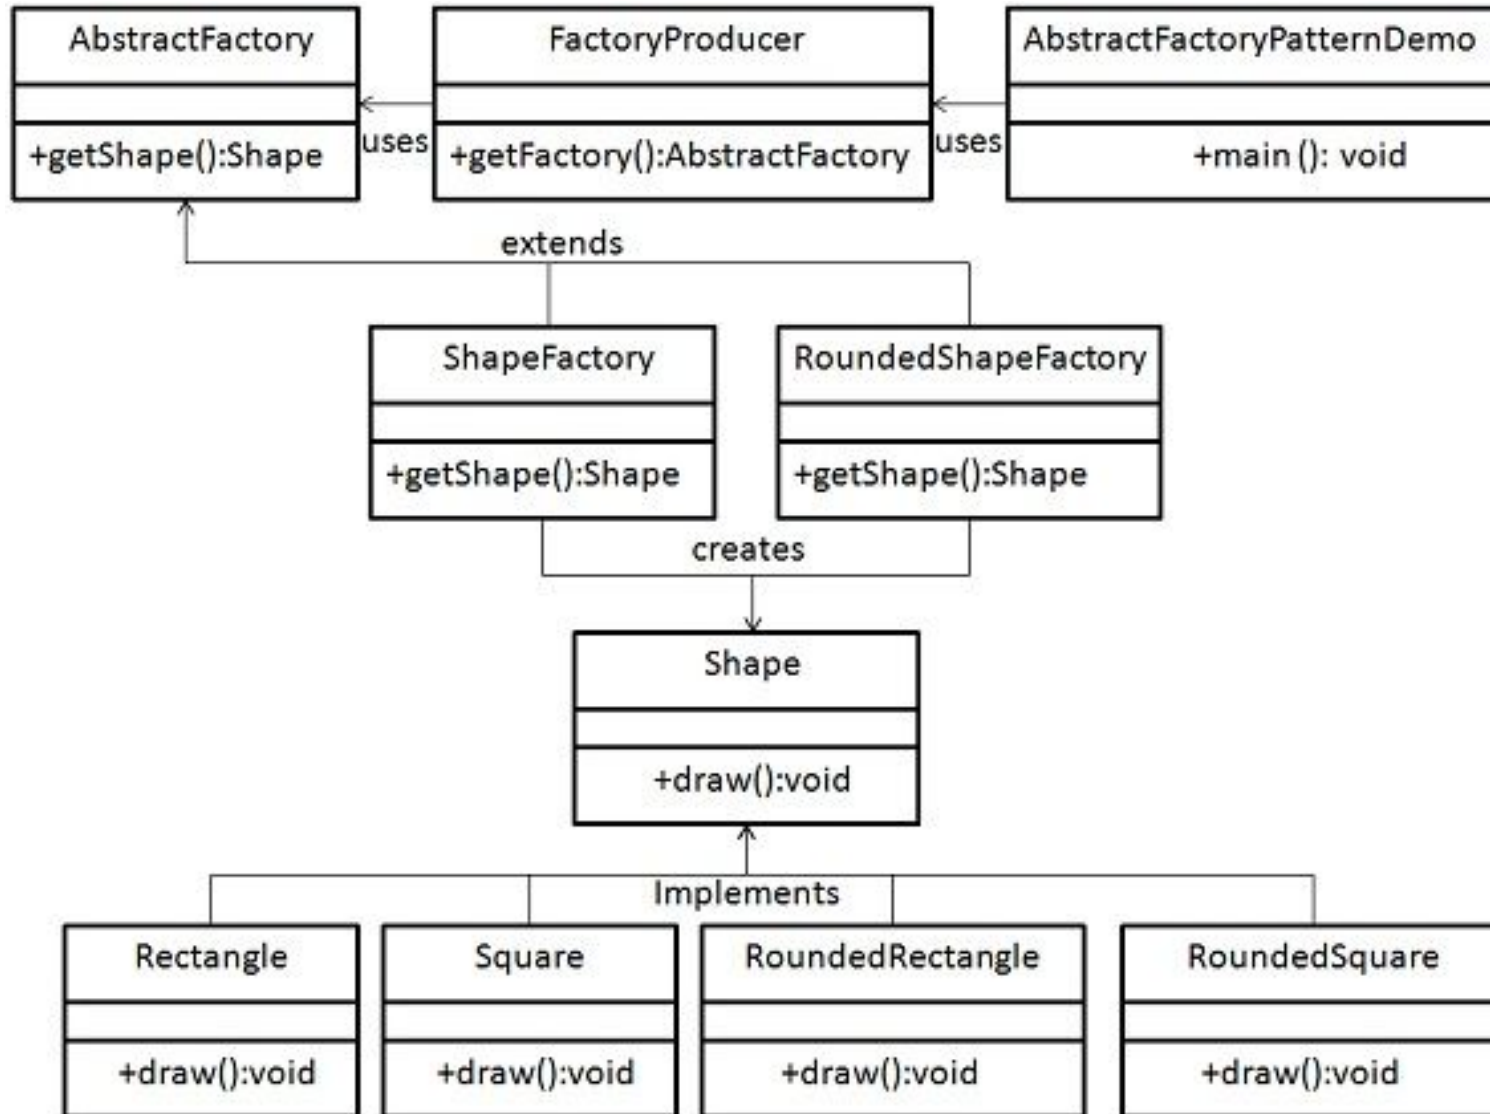 AbstractFactory
+getShape():Shape
uses
FactoryProducer
+getFactory():AbstractFactory
uses
AbstractFactoryPatternDemo
+main (): void
extends
ShapeFactory
+getShape():Shape
RoundedShapeFactory
+getShape():Shape
creates
Shape
+draw():void
Implements
Rectangle
+draw():void
Square
+draw():void
RoundedRectangle
+draw():void
RoundedSquare
+draw():void